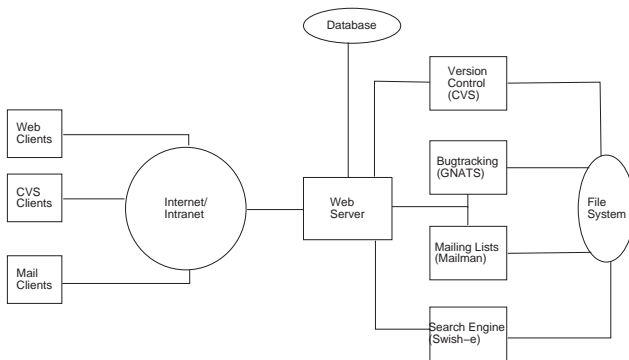 Database
Version
Control
(CVS)
Web
Clients
Bugtracking
(GNATS)
CVS
Clients
Internet/
Intranet
Web
Server
File
System
Mailing Lists
(Mailman)
Mail
Clients
Search Engine
(Swish−e)